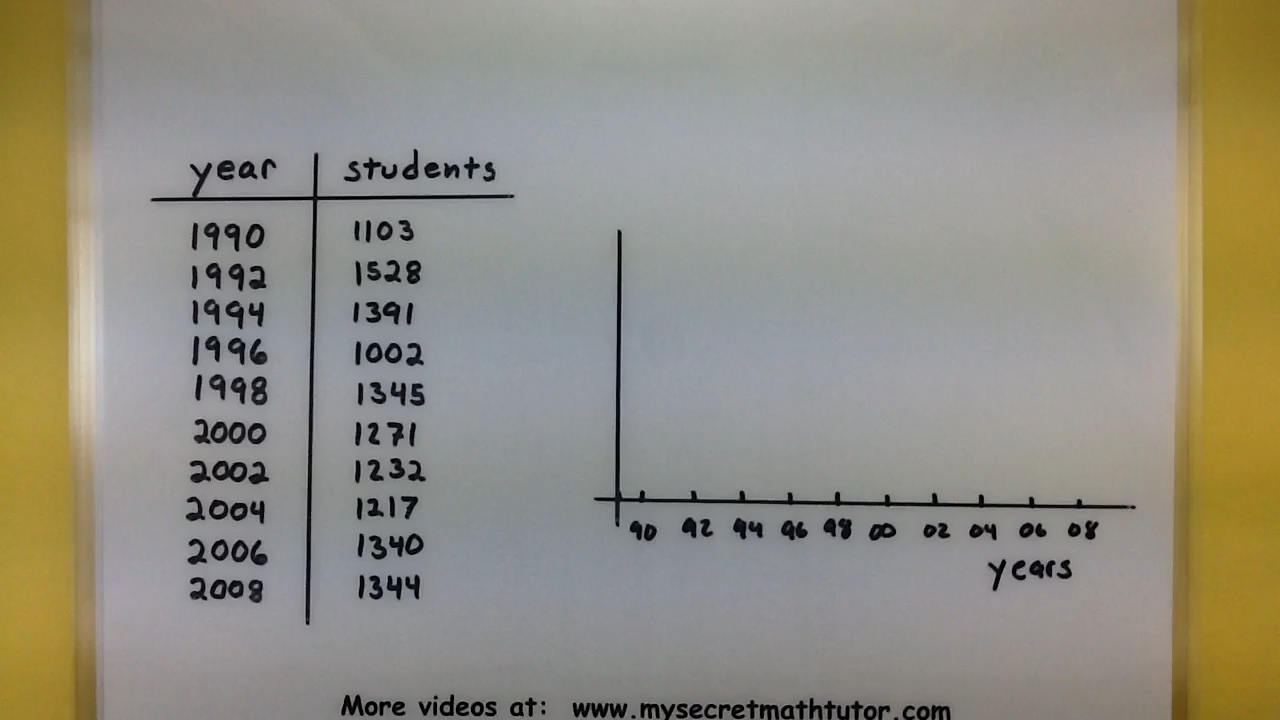 year students
1990 1103
1992 1528
1994 1391
1996 1002
1998 1345
2000 1271
2002 1232
2004 1217
2006 1340
2008 1344
90 92 94 96 98 00 02 04 06 08
years
More videos at: www.mysecretmathtutor.com